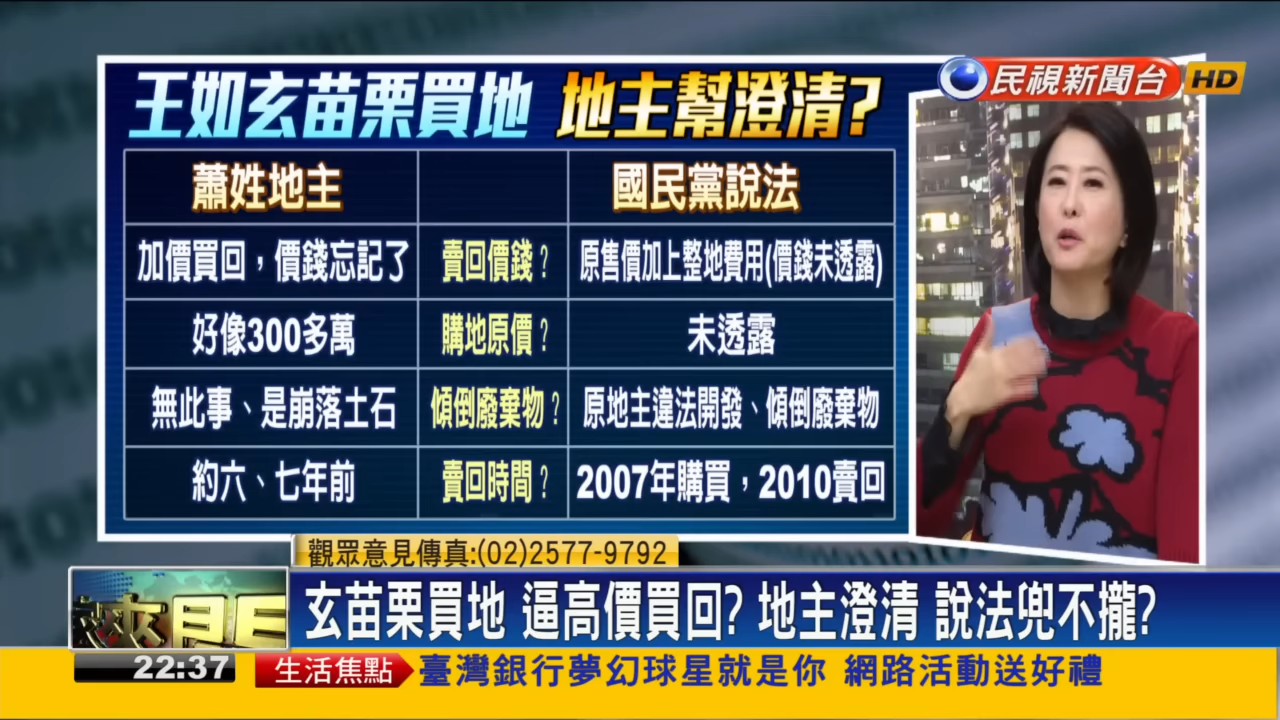 王如玄苗栗買地 地主幫澄清?
民視新聞台 HD
蕭姓地主 國民黨說法
加價買回，價錢忘記了 賣回價錢？ 原售價加上整地費用(價錢未透露)
好像300多萬 購地原價？ 未透露
無此事、是崩落土石 傾倒廢棄物？ 原地主違法開發、傾倒廢棄物
約六、七年前 賣回時間？ 2007年購買，2010賣回
觀眾意見傳真:(02)2577-9792
玄苗栗買地 逼高價買回? 地主澄清 說法兜不攏?
22:37 生活焦點 臺灣銀行夢幻球星就是你 網路活動送好禮